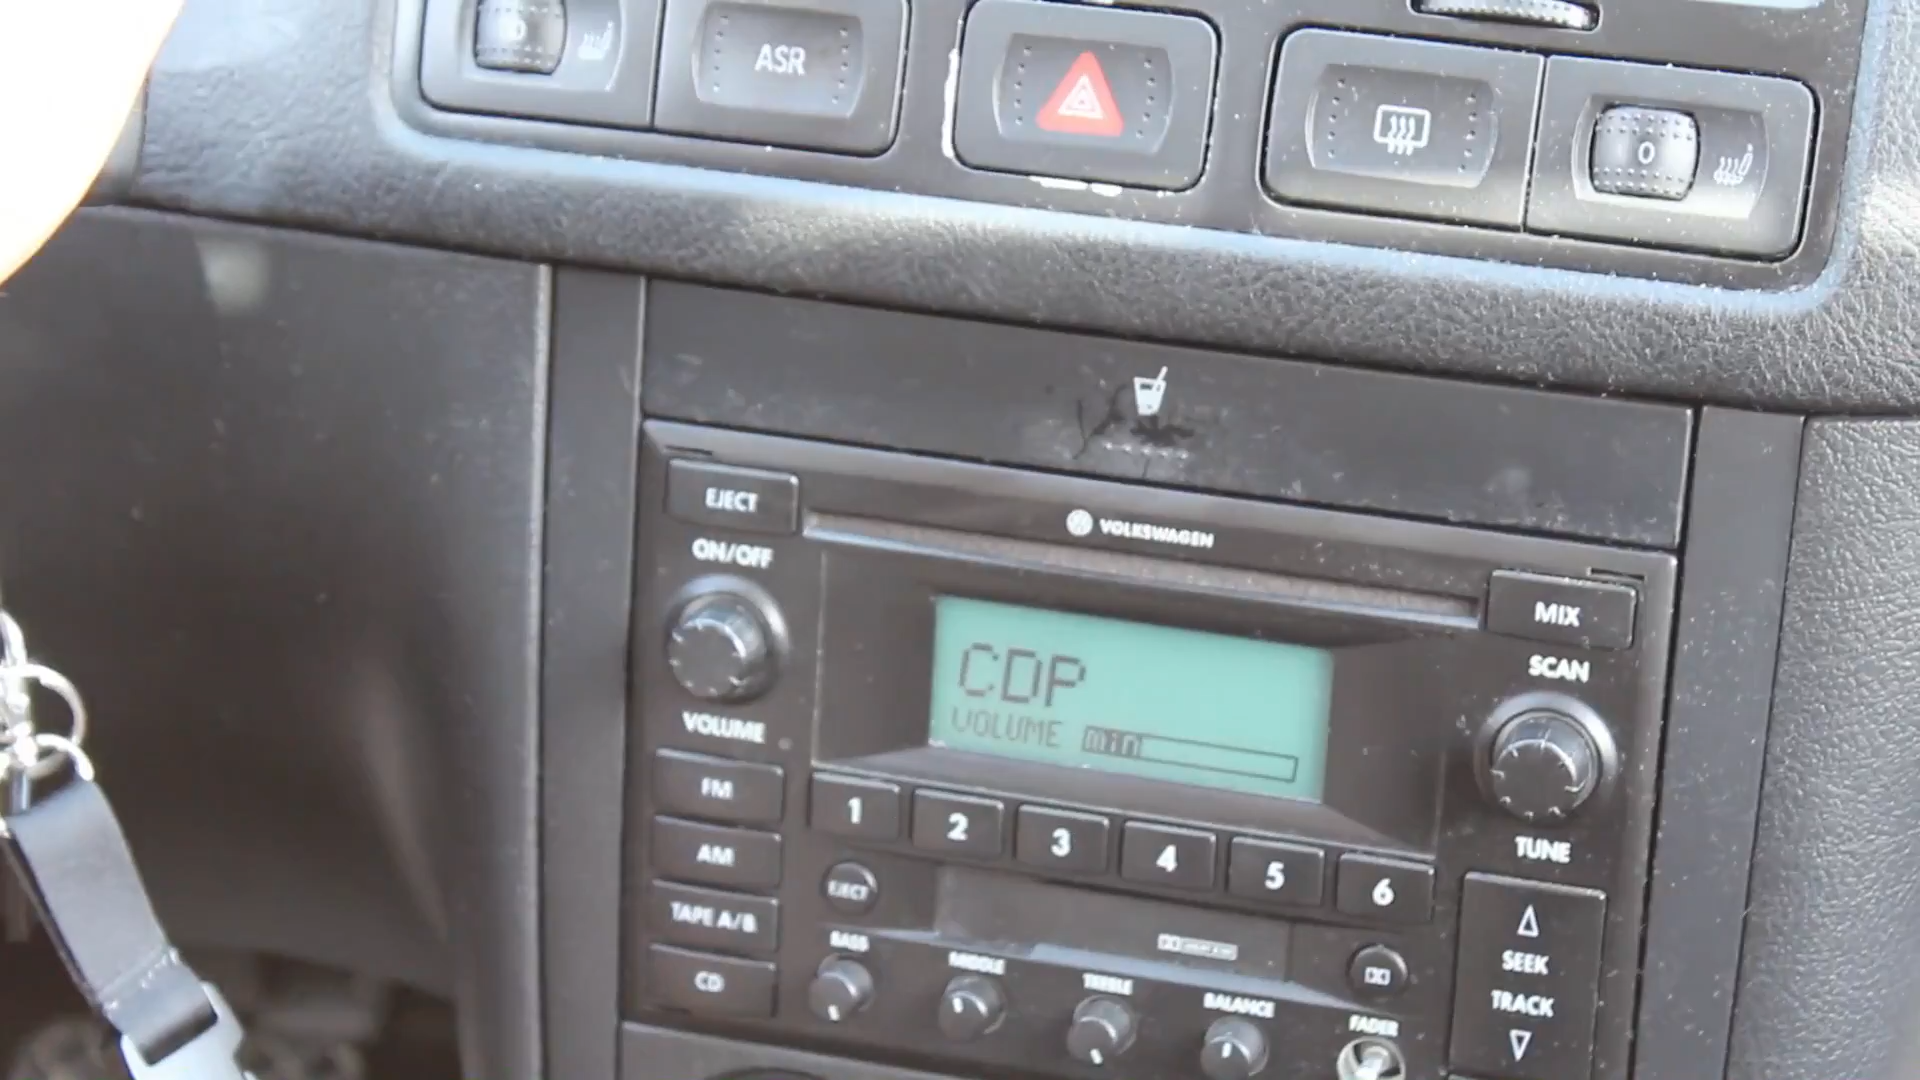 0
ASR
0
EJECT
VOLKSWAGEN
MIX
ON/OFF
SCAN
CDP
VOLUME
VOLUME min
TUNE
FM
1
2
3
4
5
6
AM
EJECT
TAPE A/B
SEEK
TRACK
CD
BASS
MIDDLE
TREBLE
BALANCE
FADER